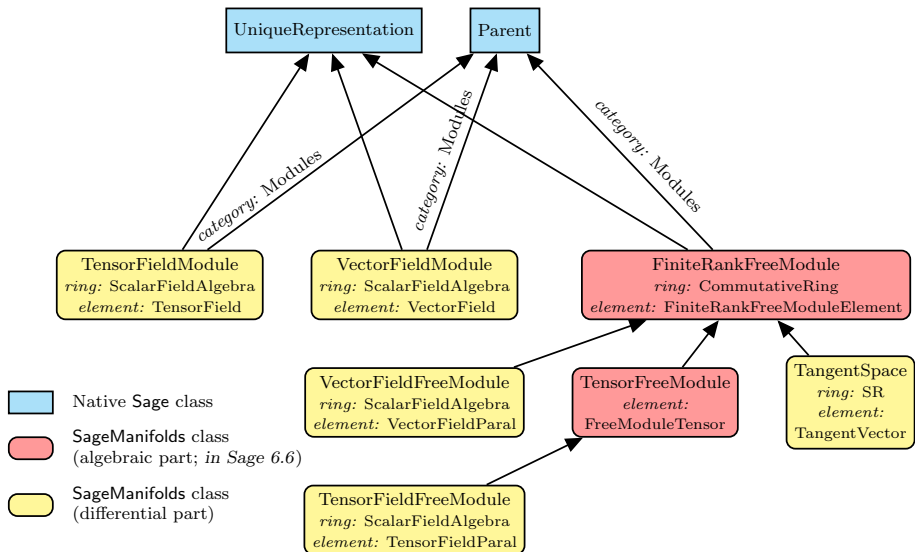 UniqueRepresentation
Parent
category: Modules
category: Modules
category: Modules
TensorFieldModule
ring: ScalarFieldAlgebra
element: TensorField
VectorFieldModule
ring: ScalarFieldAlgebra
element: VectorField
FiniteRankFreeModule
ring: CommutativeRing
element: FiniteRankFreeModuleElement
VectorFieldFreeModule
ring: ScalarFieldAlgebra
element: VectorFieldParal
TensorFreeModule
element:
FreeModuleTensor
TangentSpace
ring: SR
element:
TangentVector
TensorFieldFreeModule
ring: ScalarFieldAlgebra
element: TensorFieldParal
Native Sage class
SageManifolds class
(algebraic part; in Sage 6.6)
SageManifolds class
(differential part)